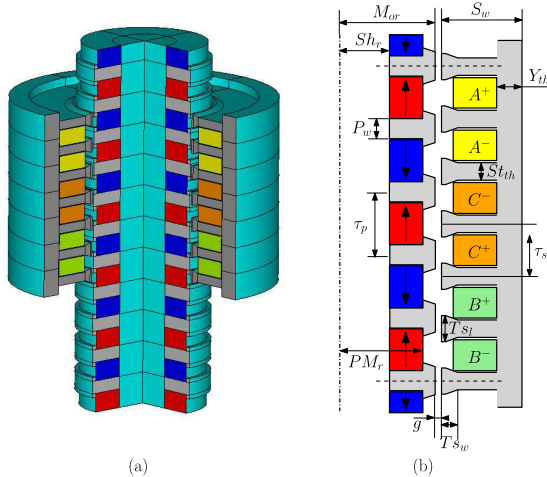 M_or
S_w
Sh_r
Y_th
A^+
P_w
A^-
St_th
C^-
τ_p
C^+
τ_s
B^+
Ts_l
B^-
PM_r
g
Ts_w
(a)
(b)